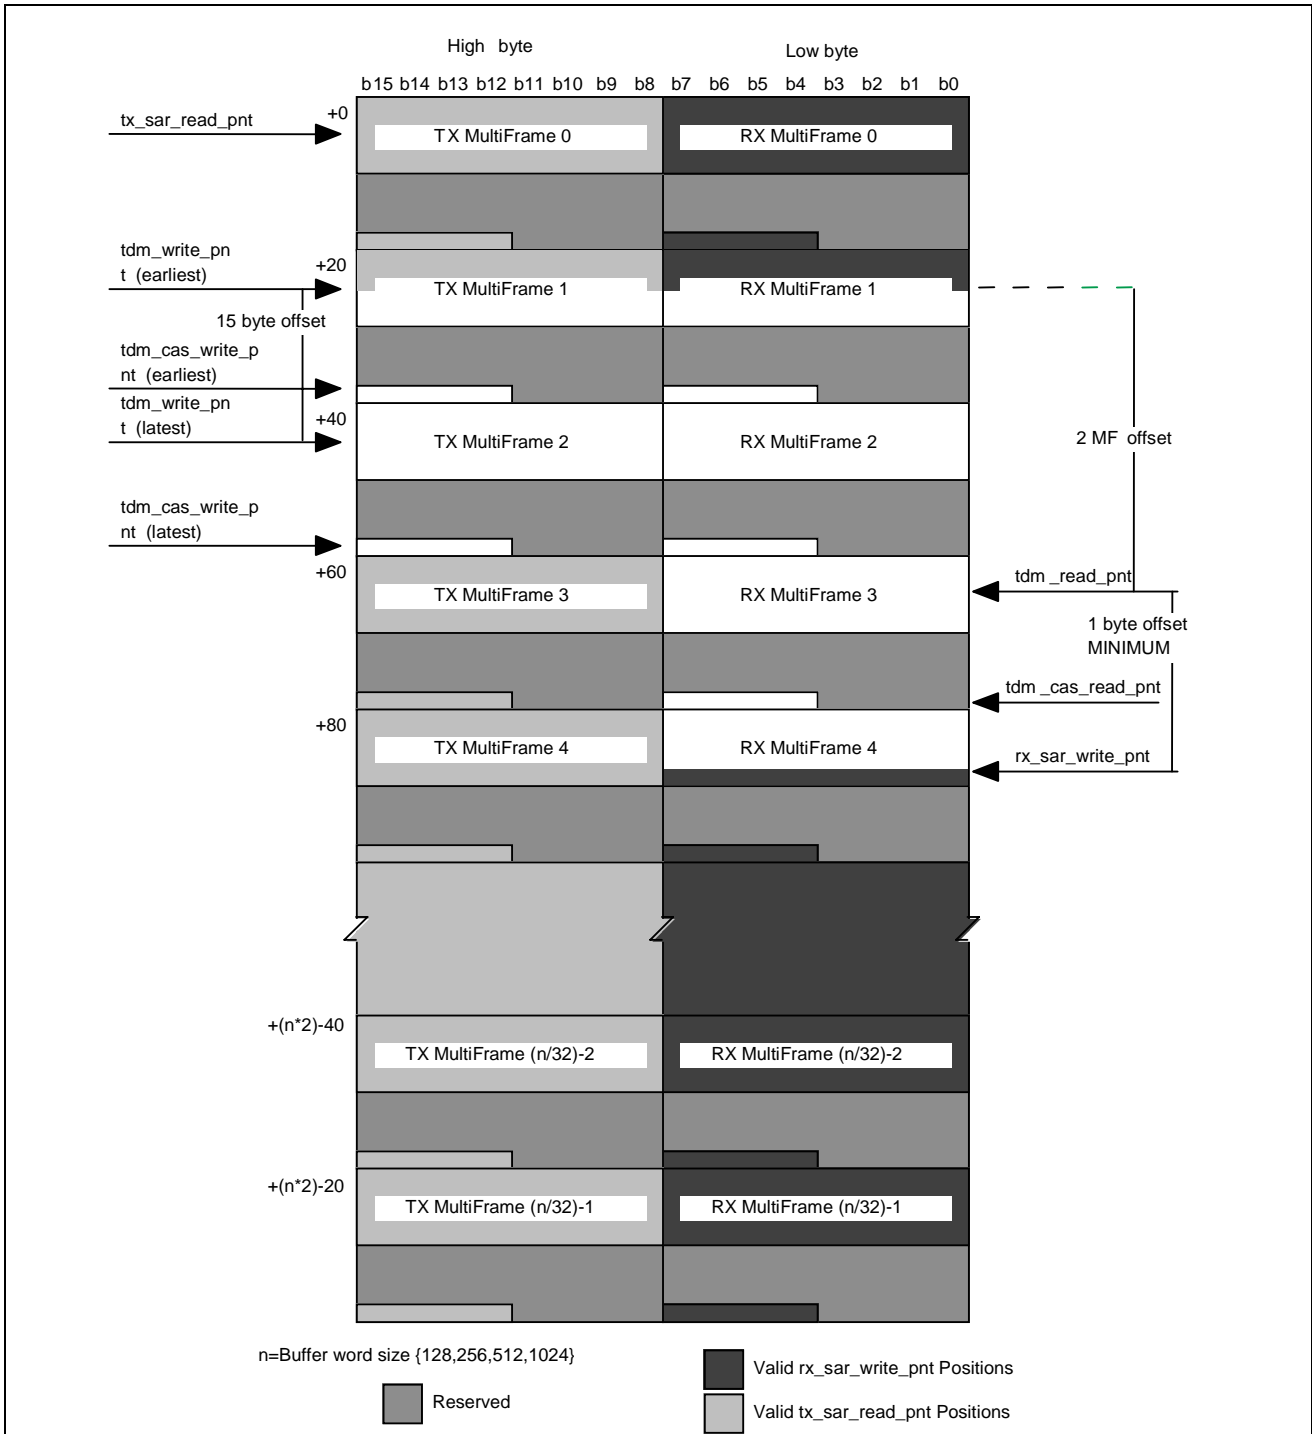 High byte
Low byte
b15 b14 b13 b12 b11 b10 b9 b8 b7 b6 b5 b4 b3 b2 b1 b0
tx_sar_read_pnt
+0
TX MultiFrame 0
RX MultiFrame 0
tdm_write_pn
t (earliest)
+20
TX MultiFrame 1
RX MultiFrame 1
15 byte offset
tdm_cas_write_p
nt (earliest)
tdm_write_pn
t (latest)
+40
TX MultiFrame 2
RX MultiFrame 2
2 MF offset
tdm_cas_write_p
nt (latest)
+60
TX MultiFrame 3
RX MultiFrame 3
tdm _read_pnt
1 byte offset
MINIMUM
tdm _cas_read_pnt
+80
TX MultiFrame 4
RX MultiFrame 4
rx_sar_write_pnt
+(n*2)-40
TX MultiFrame (n/32)-2
RX MultiFrame (n/32)-2
+(n*2)-20
TX MultiFrame (n/32)-1
RX MultiFrame (n/32)-1
n=Buffer word size {128,256,512,1024}
Reserved
Valid rx_sar_write_pnt Positions
Valid tx_sar_read_pnt Positions